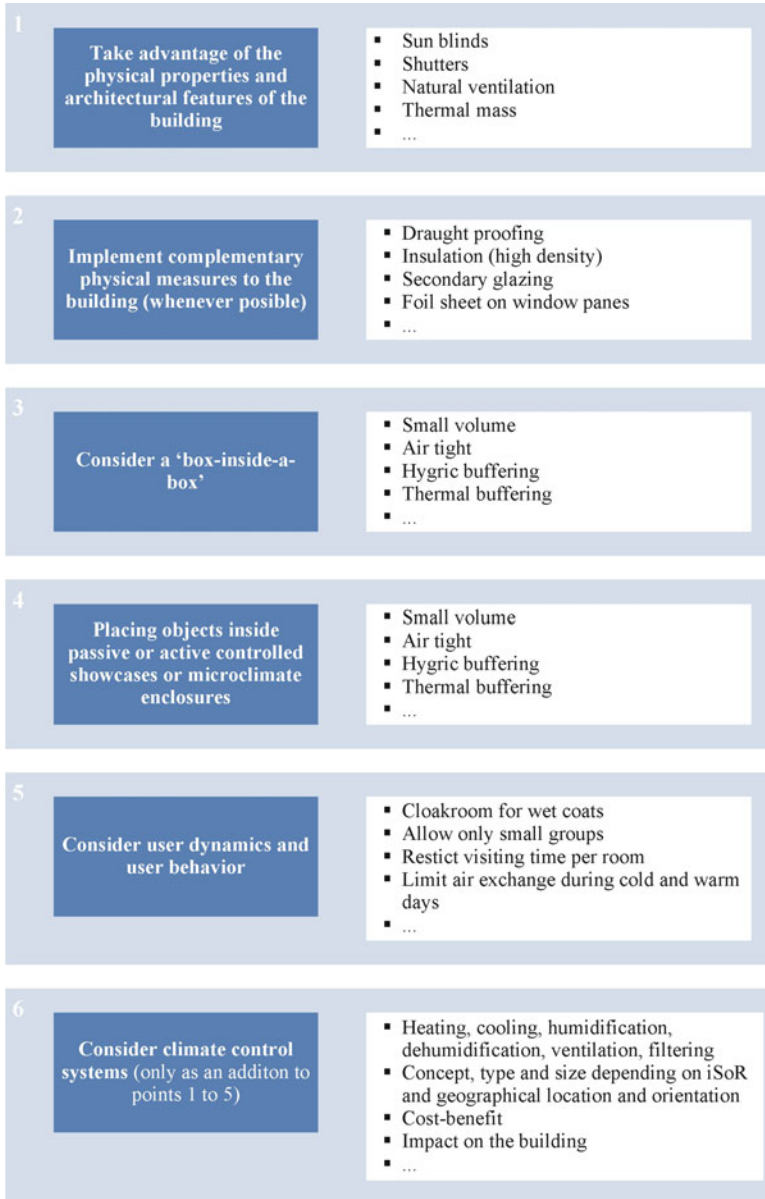 1
Take advantage of the
physical properties and
architectural features of the
building
▪ Sun blinds
▪ Shutters
▪ Natural ventilation
▪ Thermal mass
▪ ...
2
Implement complementary
physical measures to the
building (whenever posible)
▪ Draught proofing
▪ Insulation (high density)
▪ Secondary glazing
▪ Foil sheet on window panes
▪ ...
3
Consider a ‘box-inside-a-
box’
▪ Small volume
▪ Air tight
▪ Hygric buffering
▪ Thermal buffering
▪ ...
4
Placing objects inside
passive or active controlled
showcases or microclimate
enclosures
▪ Small volume
▪ Air tight
▪ Hygric buffering
▪ Thermal buffering
▪ ...
5
Consider user dynamics and
user behavior
▪ Cloakroom for wet coats
▪ Allow only small groups
▪ Restict visiting time per room
▪ Limit air exchange during cold and warm
days
▪ ...
6
Consider climate control
systems (only as an additon to
points 1 to 5)
▪ Heating, cooling, humidification,
dehumidification, ventilation, filtering
▪ Concept, type and size depending on iSoR
and geographical location and orientation
▪ Cost-benefit
▪ Impact on the building
▪ ...